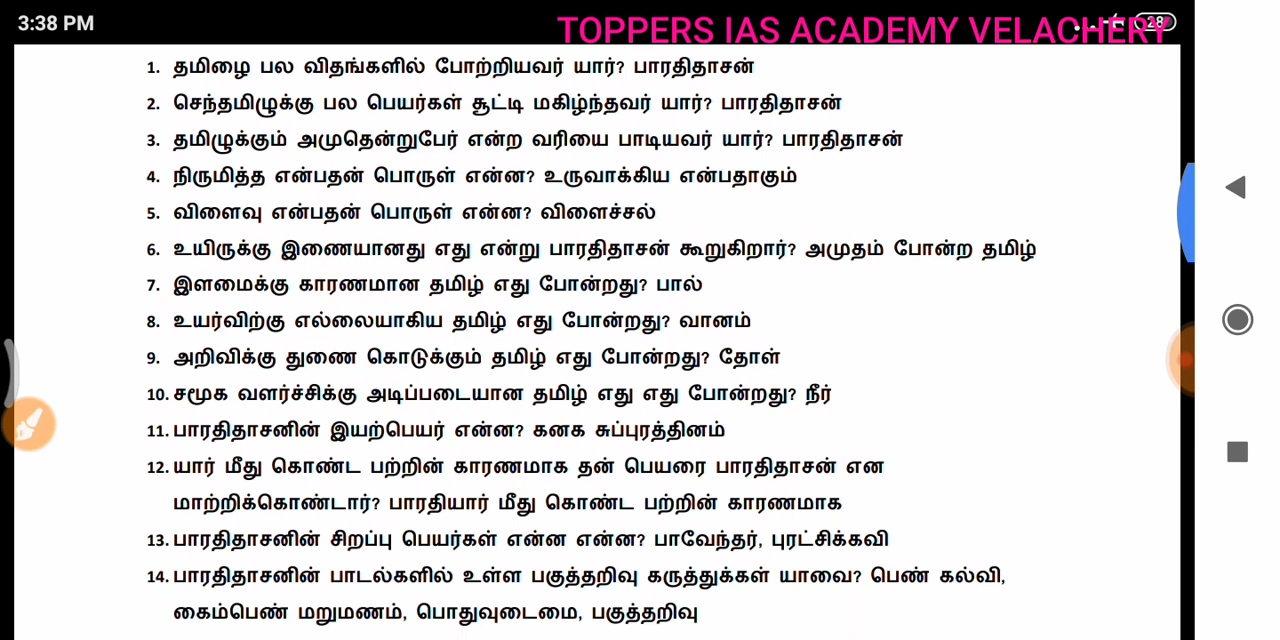 3:38 PM
TOPPERS IAS ACADEMY VELACHERY
28
1. தமிழை பல விதங்களில் போற்றியவர் யார்? பாரதிதாசன்
2. செந்தமிழுக்கு பல பெயர்கள் சூட்டி மகிழ்ந்தவர் யார்? பாரதிதாசன்
3. தமிழுக்கும் அமுதென்றுபேர் என்ற வரியை பாடியவர் யார்? பாரதிதாசன்
4. நிருமித்த என்பதன் பொருள் என்ன? உருவாக்கிய என்பதாகும்
5. விளைவு என்பதன் பொருள் என்ன? விளைச்சல்
6. உயிருக்கு இணையானது எது என்று பாரதிதாசன் கூறுகிறார்? அமுதம் போன்ற தமிழ்
7. இளமைக்கு காரணமான தமிழ் எது போன்றது? பால்
8. உயர்விற்கு எல்லையாகிய தமிழ் எது போன்றது? வானம்
9. அறிவிக்கு துணை கொடுக்கும் தமிழ் எது போன்றது? தோள்
10. சமூக வளர்ச்சிக்கு அடிப்படையான தமிழ் எது எது போன்றது? நீர்
11. பாரதிதாசனின் இயற்பெயர் என்ன? கனக சுப்புரத்தினம்
12. யார் மீது கொண்ட பற்றின் காரணமாக தன் பெயரை பாரதிதாசன் என
மாற்றிக்கொண்டார்? பாரதியார் மீது கொண்ட பற்றின் காரணமாக
13. பாரதிதாசனின் சிறப்பு பெயர்கள் என்ன என்ன? பாவேந்தர், புரட்சிக்கவி
14. பாரதிதாசனின் பாடல்களில் உள்ள பகுத்தறிவு கருத்துக்கள் யாவை? பெண் கல்வி,
கைம்பெண் மறுமணம், பொதுவுடைமை, பகுத்தறிவு